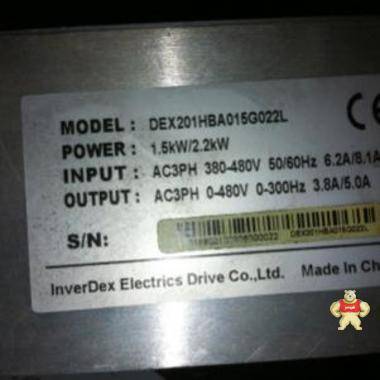 MODEL : DEX201HBA015G022L
POWER : 1.5kW/2.2kW
INPUT : AC3PH 380-480V 50/60Hz 6.2A/8.1A
OUTPUT : AC3PH 0-480V 0-300Hz 3.8A/5.0A
S/N:
DEX201HBA015G022L
InverDex Electrics Drive Co.,Ltd. Made In Ch